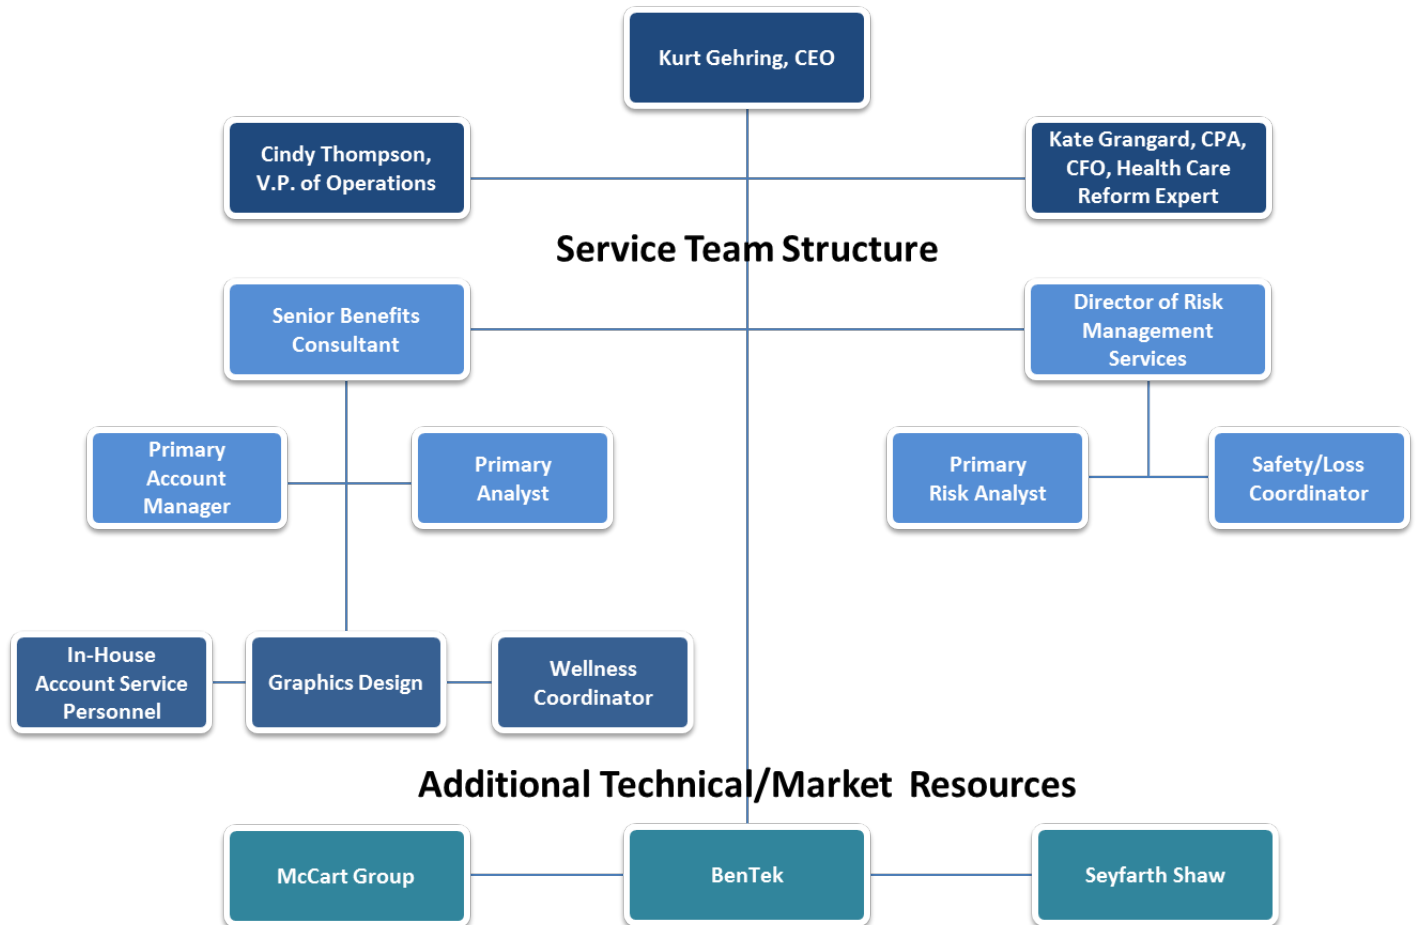 Kurt Gehring, CEO
Cindy Thompson,
V.P. of Operations
Kate Grangard, CPA,
CFO, Health Care
Reform Expert
Service Team Structure
Senior Benefits
Consultant
Director of Risk
Management
Services
Primary
Account
Manager
Primary
Analyst
Primary
Risk Analyst
Safety/Loss
Coordinator
In-House
Account Service
Personnel
Graphics Design
Wellness
Coordinator
Additional Technical/Market Resources
McCart Group
BenTek
Seyfarth Shaw